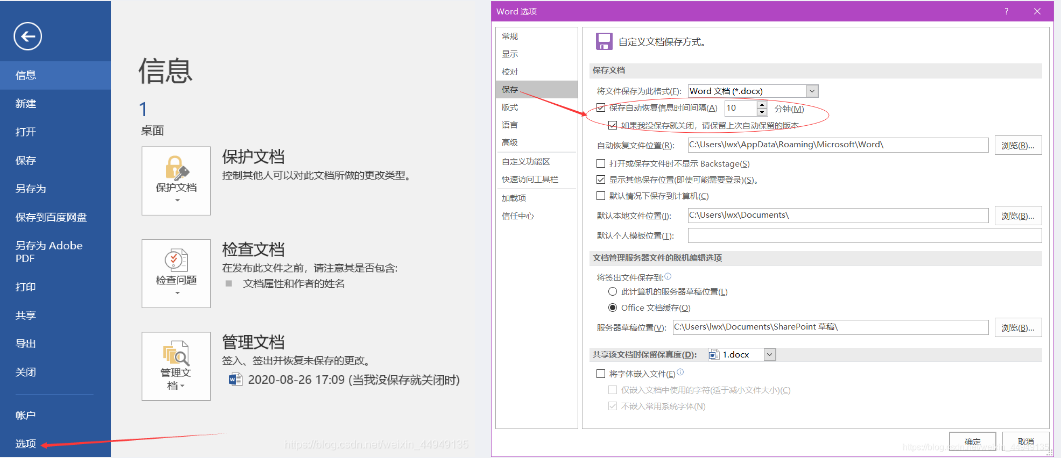 信息
新建
打开
保存
另存为
保存到百度网盘
另存为 Adobe
PDF
打印
共享
导出
关闭
帐户
选项
信息
1
桌面
保护文档
保护文档
控制其他人可以对此文档所做的更改类型。
检查问题
检查文档
在发布此文件之前，请注意其是否包含:
文档属性和作者的姓名
管理文
档
管理文档
签入、签出并恢复未保存的更改。
2020-08-26 17:09 (当我没保存就关闭时)
https://blog.csdn.net/weixin_44949135
Word 选项
?
常规
显示
校对
保存
版式
语言
高级
自定义功能区
快速访问工具栏
加载项
信任中心
自定义文档保存方式。
保存文档
将文件保存为此格式(F): Word 文档 (*.docx)
保存自动恢复信息时间间隔(A) 10 分钟(M)
如果我没保存就关闭，请保留上次自动保留的版本
自动恢复文件位置(R): C:\Users\lwx\AppData\Roaming\Microsoft\Word\ 浏览(B)...
打开或保存文件时不显示 Backstage(S)
显示其他保存位置(即使可能需要登录)(S)。
默认情况下保存到计算机(C)
默认本地文件位置(I): C:\Users\lwx\Documents\ 浏览(B)...
默认个人模板位置(T):
文档管理服务器文件的脱机编辑选项
将签出文件保存到:
此计算机的服务器草稿位置(L)
Office 文档缓存(O)
服务器草稿位置(V): C:\Users\lwx\Documents\SharePoint 草稿\ 浏览(B)...
共享该文档时保留保真度(D): 1.docx
将字体嵌入文件(E)
仅嵌入文档中使用的字符(适于减小文件大小)(C)
不嵌入常用系统字体(N)
确定 取消